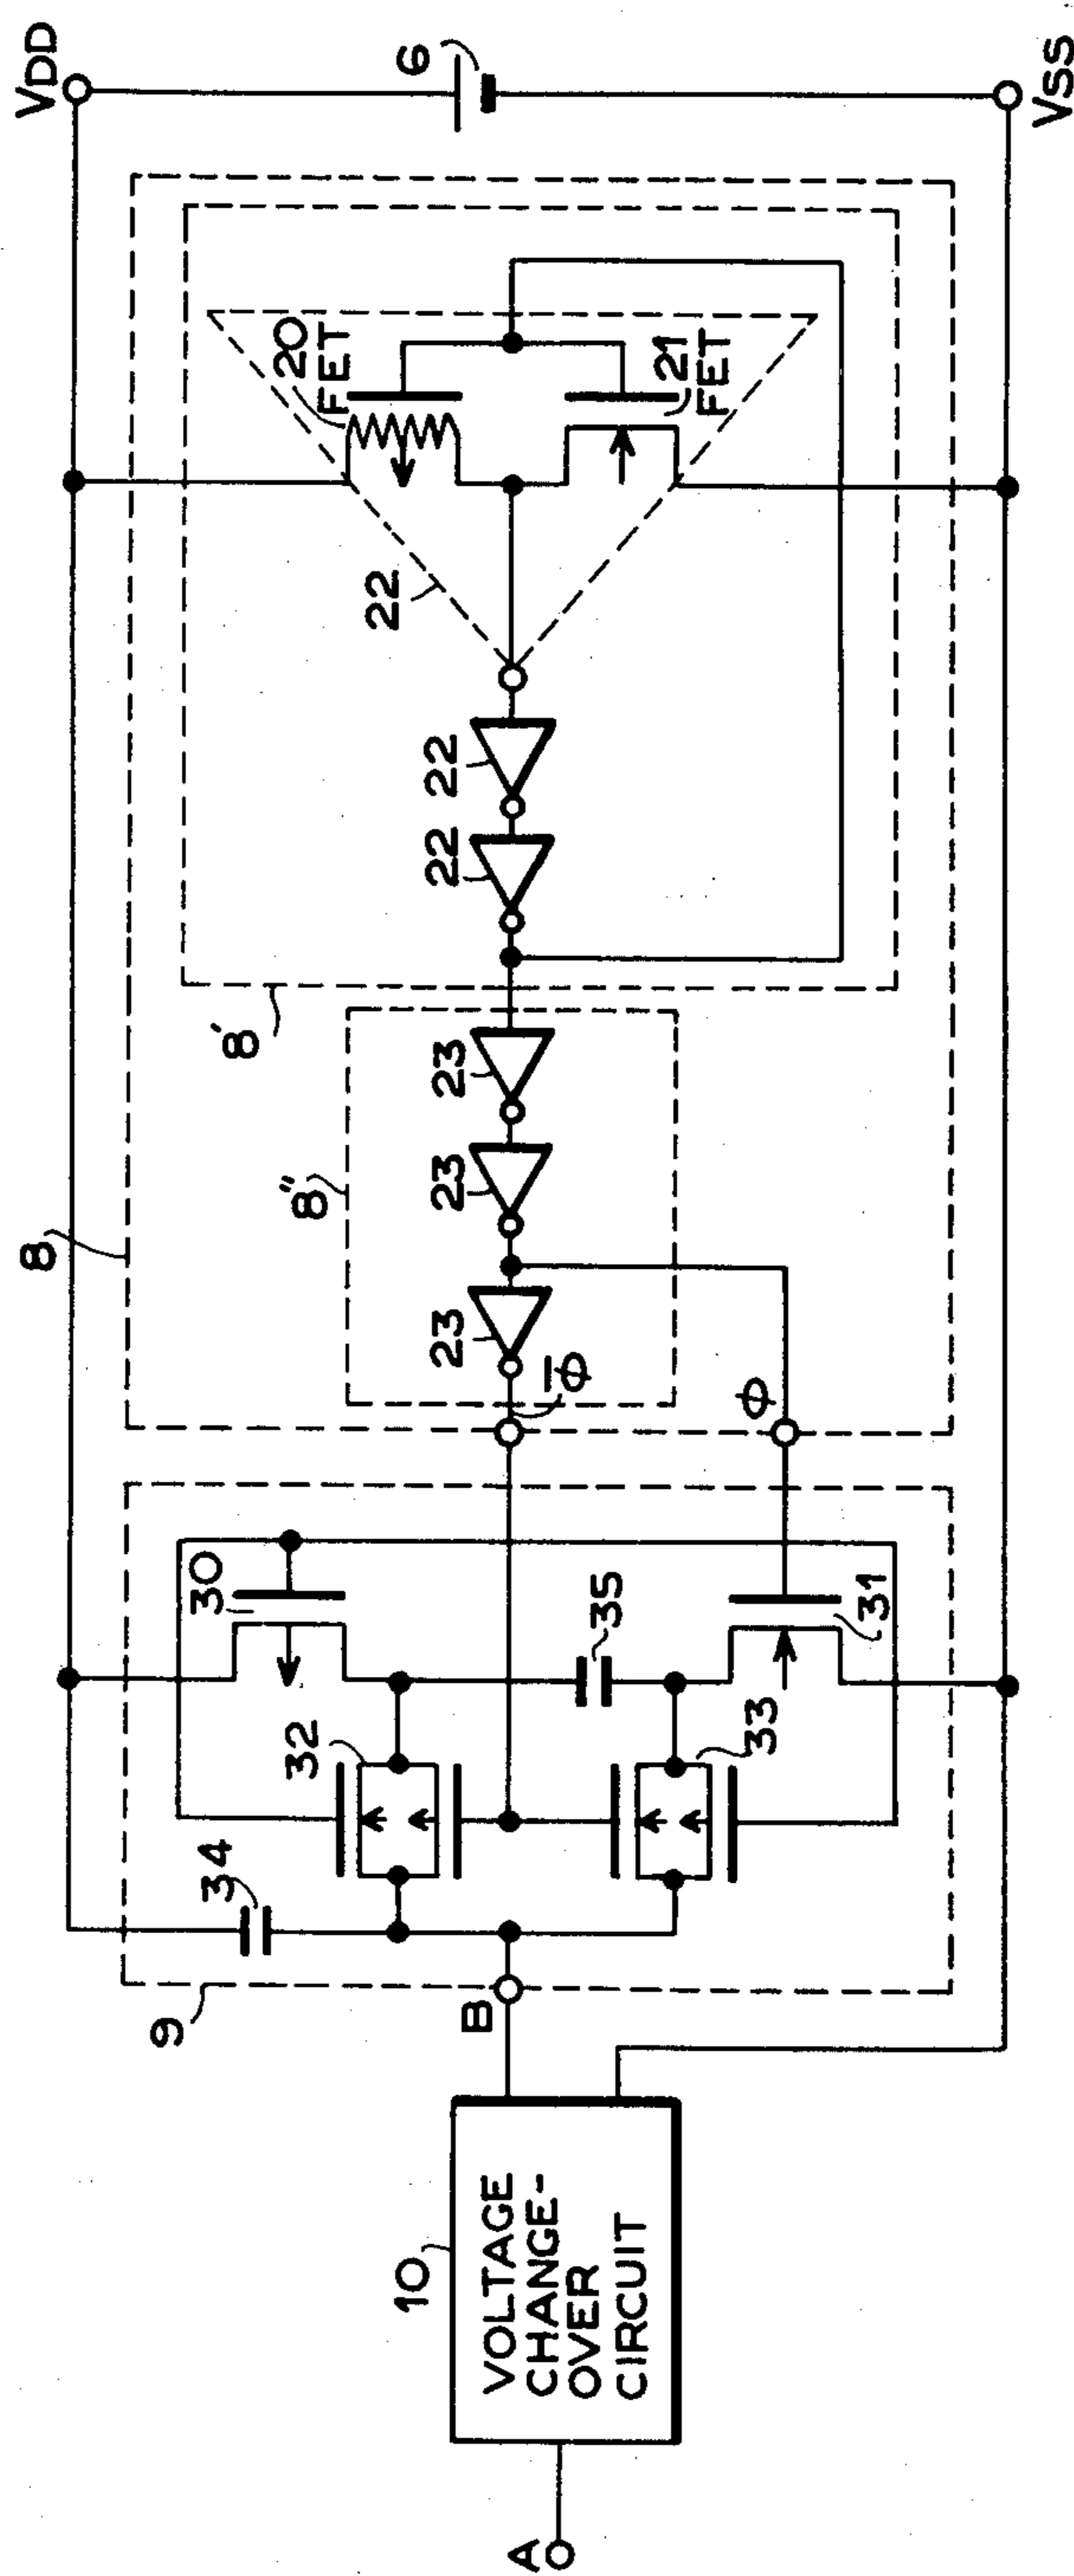 VDD
6
VSS
8
8'
20
FET
21
FET
22
22
22
8"
23
23
23
Φ̅
Φ
9
30
31
32
33
34
35
B
10
VOLTAGE
CHANGE-
OVER
CIRCUIT
A